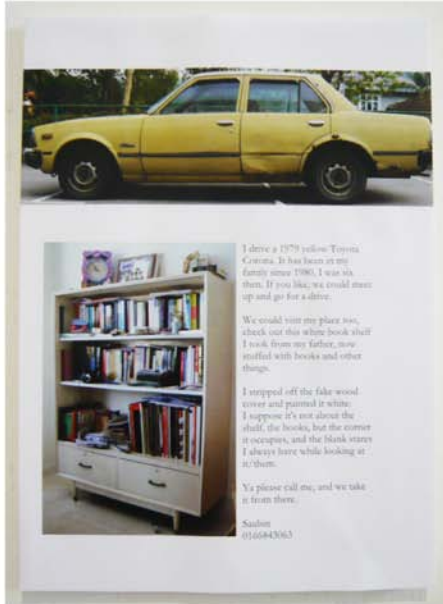 I drive a 1979 yellow Toyota
Corona. It has been in my
family since 1980, I was six
then. If you like, we could meet
up and go for a drive.
We could visit my place too,
check out this white book shelf
I took from my father, now
stuffed with books and other
things.
I stripped off the fake wood
cover and painted it white.
I suppose it's not about the
shelf, the books, but the corner
it occupies, and the blank stares
I always have while looking at
it/them.
Ya please call me, and we take
it from there.
0166843063